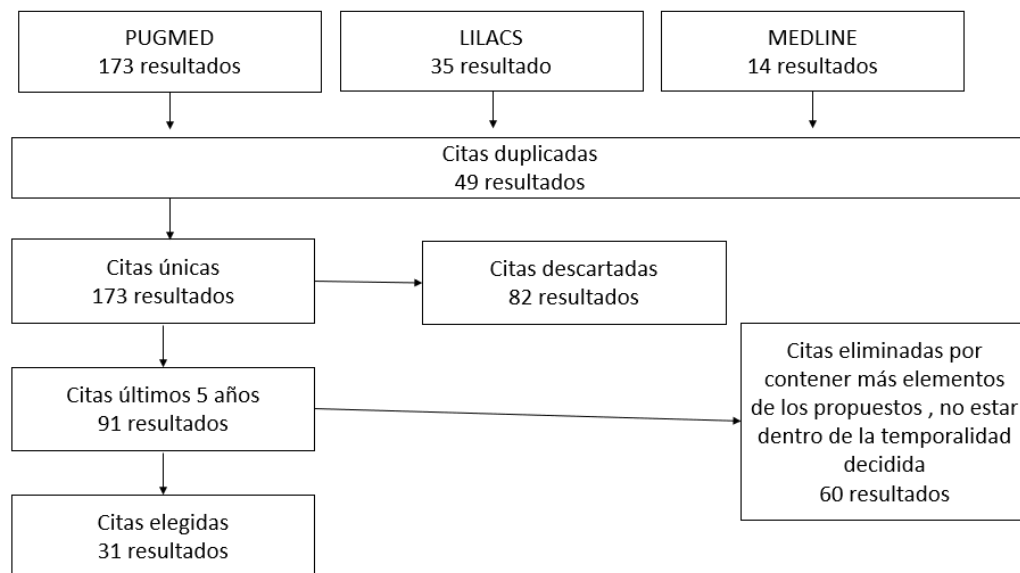 PUGMED
173 resultados
LILACS
35 resultado
MEDLINE
14 resultados
Citas duplicadas
49 resultados
Citas únicas
173 resultados
Citas descartadas
82 resultados
Citas últimos 5 años
91 resultados
Citas eliminadas por
contener más elementos
de los propuestos , no estar
dentro de la temporalidad
decidida
60 resultados
Citas elegidas
31 resultados